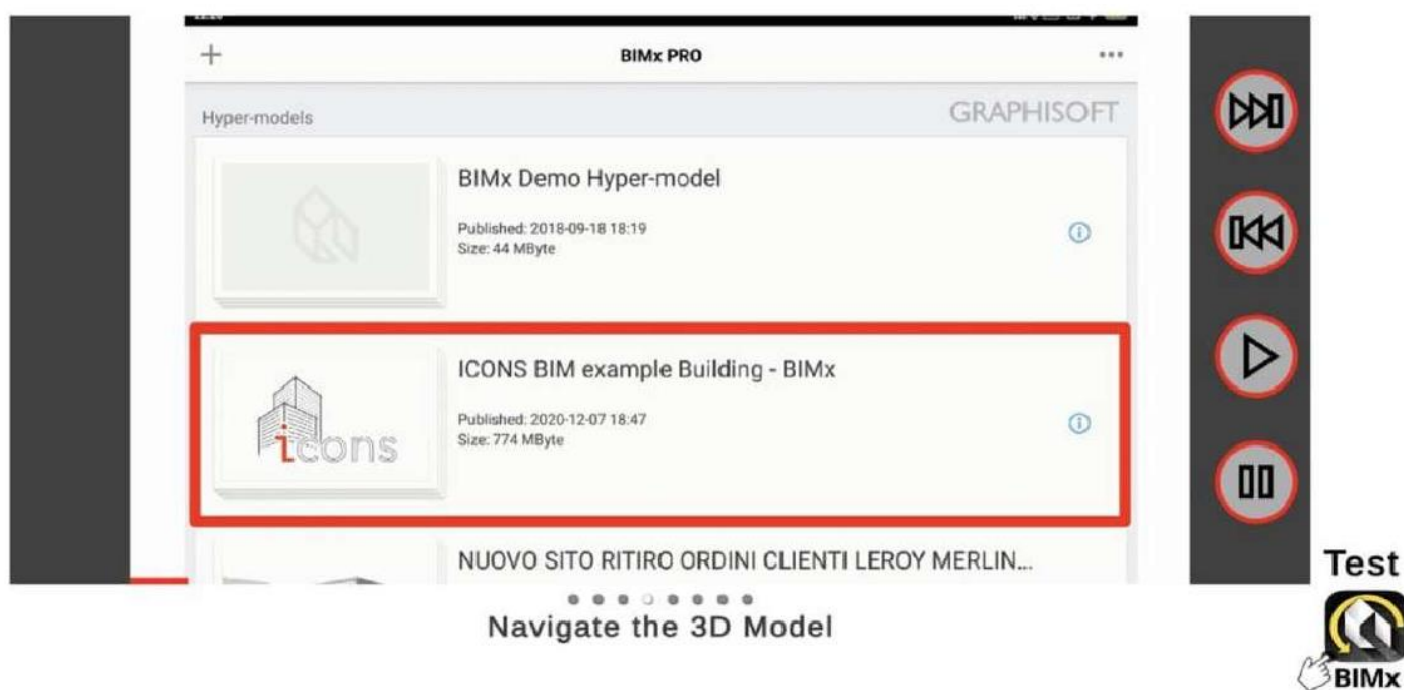 BIMx PRO
Hyper-models
GRAPHISOFT
BIMx Demo Hyper-model
Published: 2018-09-18 18:19
Size: 44 MByte
ICONS BIM example Building - BIMx
Published: 2020-12-07 18:47
Size: 774 MByte
icons
NUOVO SITO RITIRO ORDINI CLIENTI LEROY MERLIN...
Navigate the 3D Model
Test
BIMx